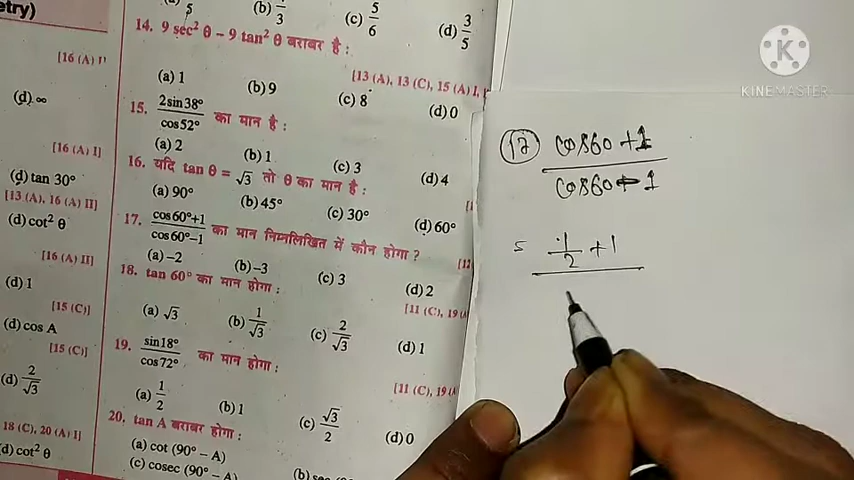 etry)
[16 (A) I]
(d) ∞
[16 (A) I]
(d) tan 30°
[13 (A), 16 (A) II]
(d) cot² θ
[16 (A) II]
(d) 1
[15 (C)]
(d) cos A
[15 (C)]
(d) 2/√3
18 (C), 20 (A) I]
(d) cot² θ
5 (b) /3 (c) 5/6 (d) 3/5
14. 9 sec² θ – 9 tan² θ बराबर है :
[13 (A), 13 (C), 15 (A) I,
(a) 1 (b) 9 (c) 8 (d) 0
15. 2sin38°/cos52° का मान है :
(a) 2 (b) 1 (c) 3 (d) 4
16. यदि tan θ = √3 तो θ का मान है :
(a) 90° (b) 45° (c) 30° (d) 60°
17. cos60°+1/cos60°–1 का मान निम्नलिखित में कौन होगा ?
(a) –2 (b) –3 (c) 3 (d) 2
18. tan 60° का मान होगा :
[11 (C), 19 (A
(a) √3 (b) 1/√3 (c) 2/√3 (d) 1
19. sin18°/cos72° का मान होगा :
[11 (C), 19 (A
(a) 1/2 (b) 1 (c) √3/2 (d) 0
20. tan A बराबर होगा :
(a) cot (90° – A)
(c) cosec (90° – A)
KINEMASTER
17 cos60 + 1
cos60 - 1
= 1/2 + 1